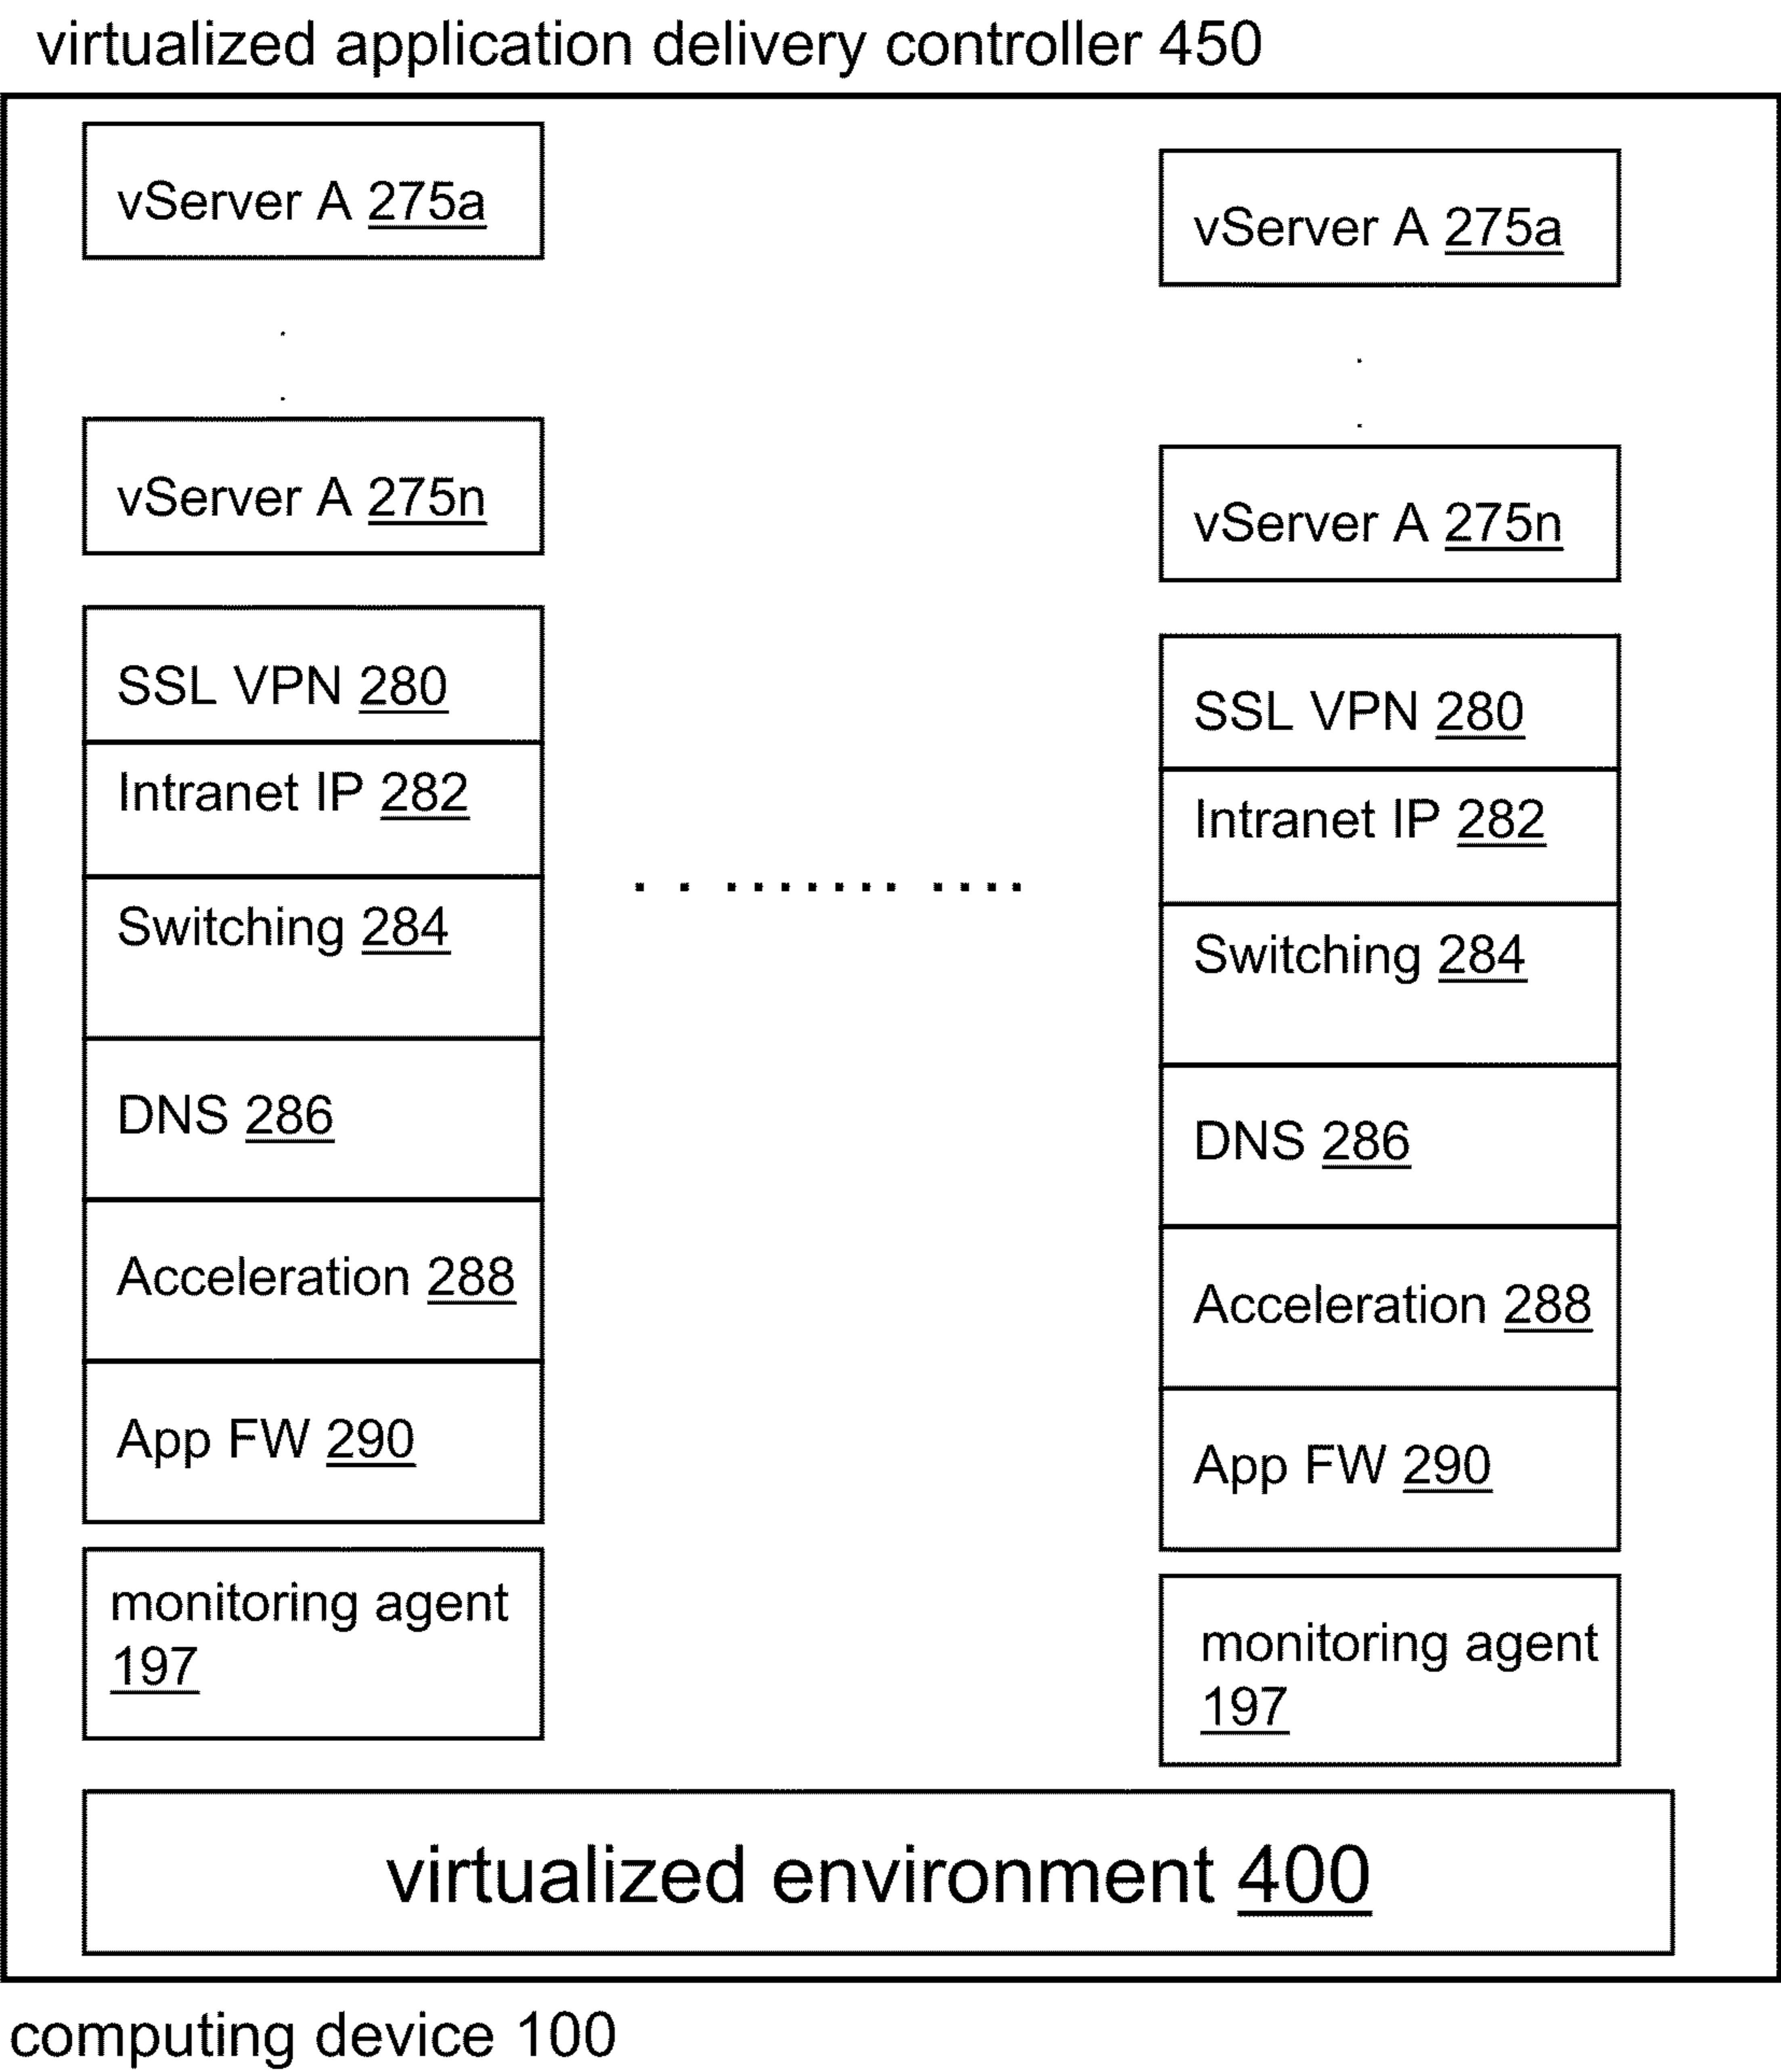 virtualized application delivery controller 450
vServer A 275a
vServer A 275n
SSL VPN 280
Intranet IP 282
Switching 284
DNS 286
Acceleration 288
App FW 290
monitoring agent
197
vServer A 275a
vServer A 275n
SSL VPN 280
Intranet IP 282
Switching 284
DNS 286
Acceleration 288
App FW 290
monitoring agent
197
virtualized environment 400
computing device 100